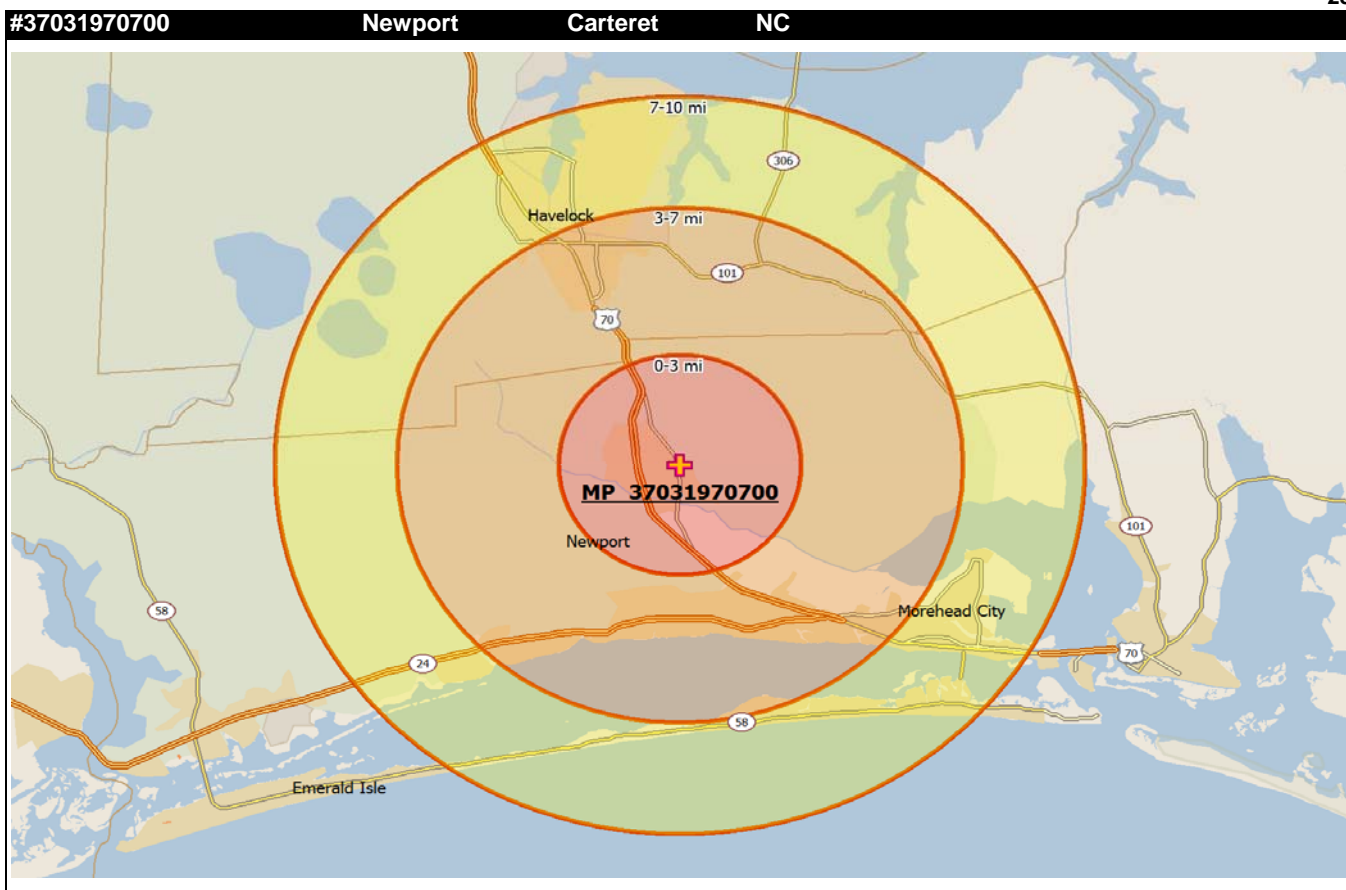 #37031970700 Newport Carteret NC
7-10 mi
306
Havelock
3-7 mi
101
70
0-3 mi
MP 37031970700
101
Newport
58
Morehead City
70
24
58
Emerald Isle